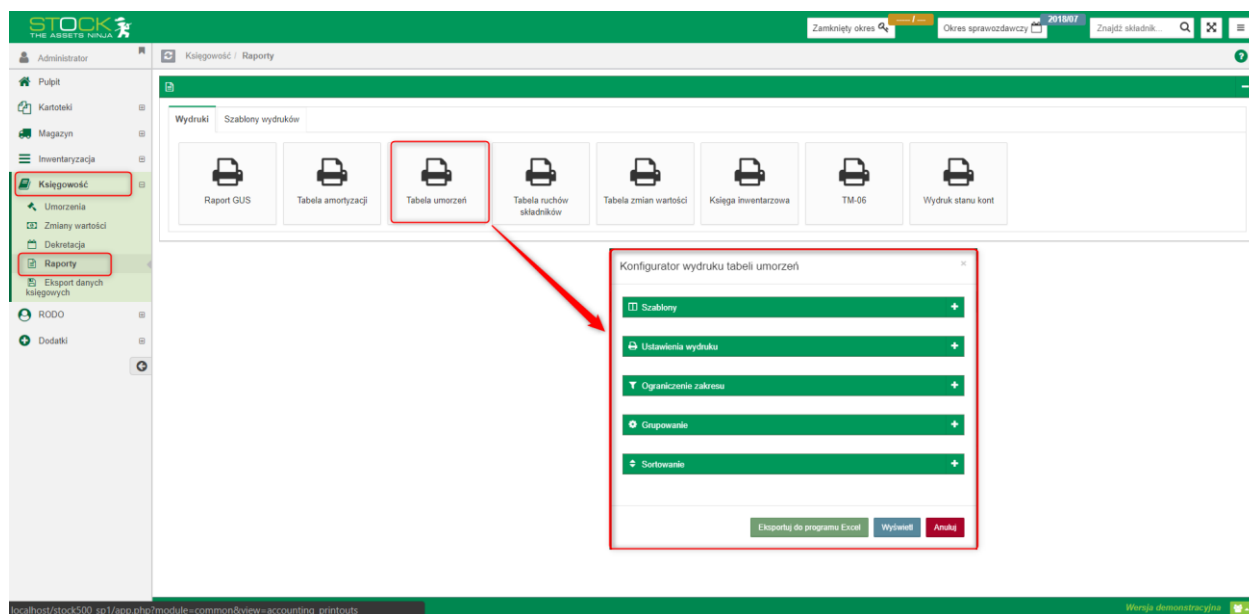 STOCK
THE ASSETS NINJA
Zamknięty okres
---- / ---
Okres sprawozdawczy
2018/07
Znajdź składnik...
Administrator
Księgowość / Raporty
Pulpit
Kartoteki
Magazyn
Inwentaryzacja
Księgowość
Umorzenia
Zmiany wartości
Dekretacja
Raporty
Eksport danych
księgowych
RODO
Dodatki
Wydruki Szablony wydruków
Raport GUS
Tabela amortyzacji
Tabela umorzeń
Tabela ruchów
składników
Tabela zmian wartości
Księga inwentarzowa
TM-06
Wydruk stanu kont
Konfigurator wydruku tabeli umorzeń
×
Szablony
Ustawienia wydruku
Ograniczenie zakresu
Grupowanie
Sortowanie
Eksportuj do programu Excel Wyświetl Anuluj
localhost/stock500_sp1/app.php?module=common&view=accounting_printouts
Wersja demonstracyjna